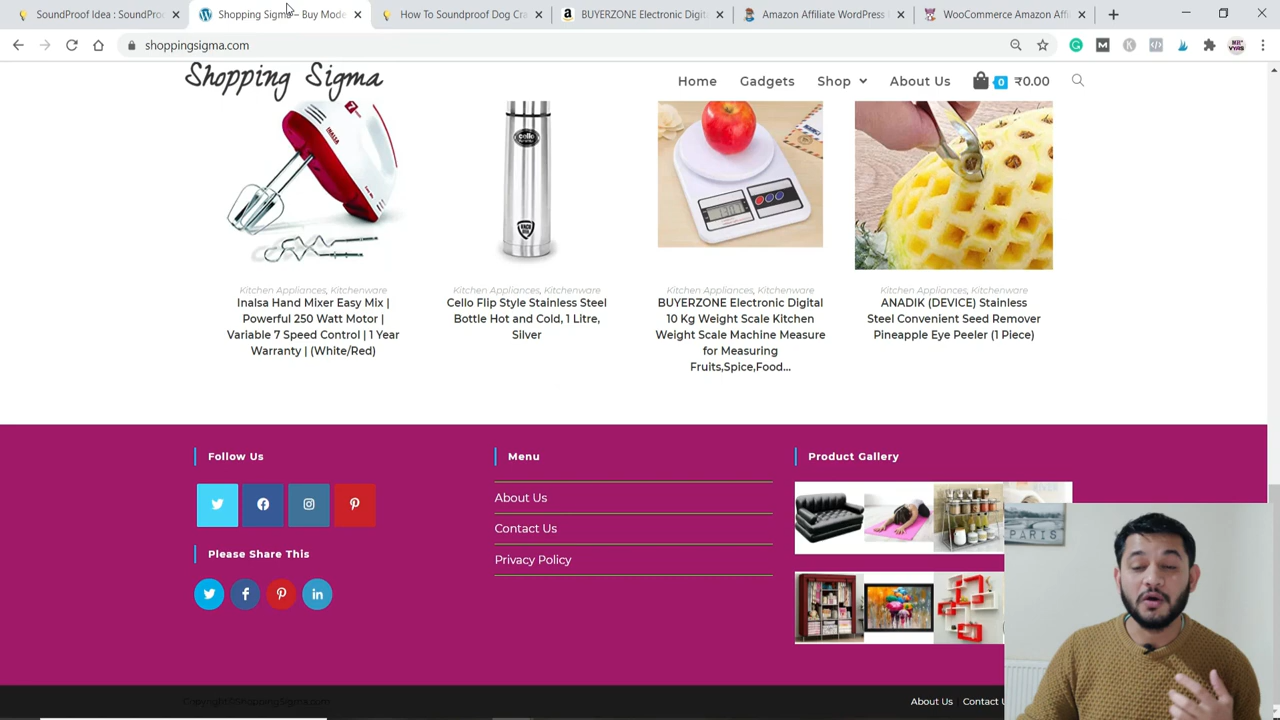 SoundProof Idea : SoundPro
Shopping Sigma – Buy Mode
How To Soundproof Dog Cra
BUYERZONE Electronic Digit
Amazon Affiliate WordPress
WooCommerce Amazon Affi
shoppingsigma.com
Shopping Sigma
Home
Gadgets
Shop
About Us
0
₹0.00
Kitchen Appliances, Kitchenware
Inalsa Hand Mixer Easy Mix |
Powerful 250 Watt Motor |
Variable 7 Speed Control | 1 Year
Warranty | (White/Red)
Kitchen Appliances, Kitchenware
Cello Flip Style Stainless Steel
Bottle Hot and Cold, 1 Litre,
Silver
Kitchen Appliances, Kitchenware
BUYERZONE Electronic Digital
10 Kg Weight Scale Kitchen
Weight Scale Machine Measure
for Measuring
Fruits,Spice,Food...
Kitchen Appliances, Kitchenware
ANADIK (DEVICE) Stainless
Steel Convenient Seed Remover
Pineapple Eye Peeler (1 Piece)
Follow Us
Please Share This
Menu
About Us
Contact Us
Privacy Policy
Product Gallery
PARIS
About Us
Contact U